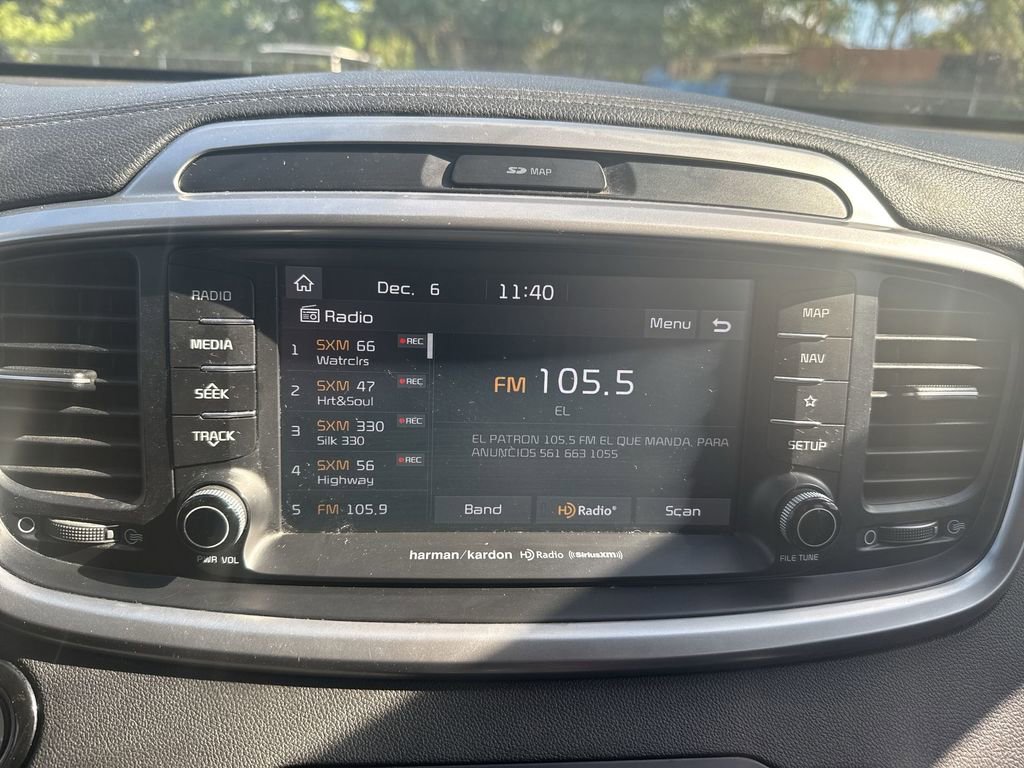 SD MAP
Dec. 6 11:40
Radio
Menu
1 SXM 66 REC
Watrclrs
2 SXM 47 REC
Hrt&Soul
3 SXM 330 REC
Silk 330
4 SXM 56 REC
Highway
5 FM 105.9
FM 105.5
EL
EL PATRON 105.5 FM EL QUE MANDA. PARA
ANUNCIOS 561 663 1055
Band HD Radio® Scan
RADIO
MEDIA
SEEK
TRACK
PWR VOL
MAP
NAV
SETUP
FILE TUNE
harman/kardon HD Radio ((SiriusXM))